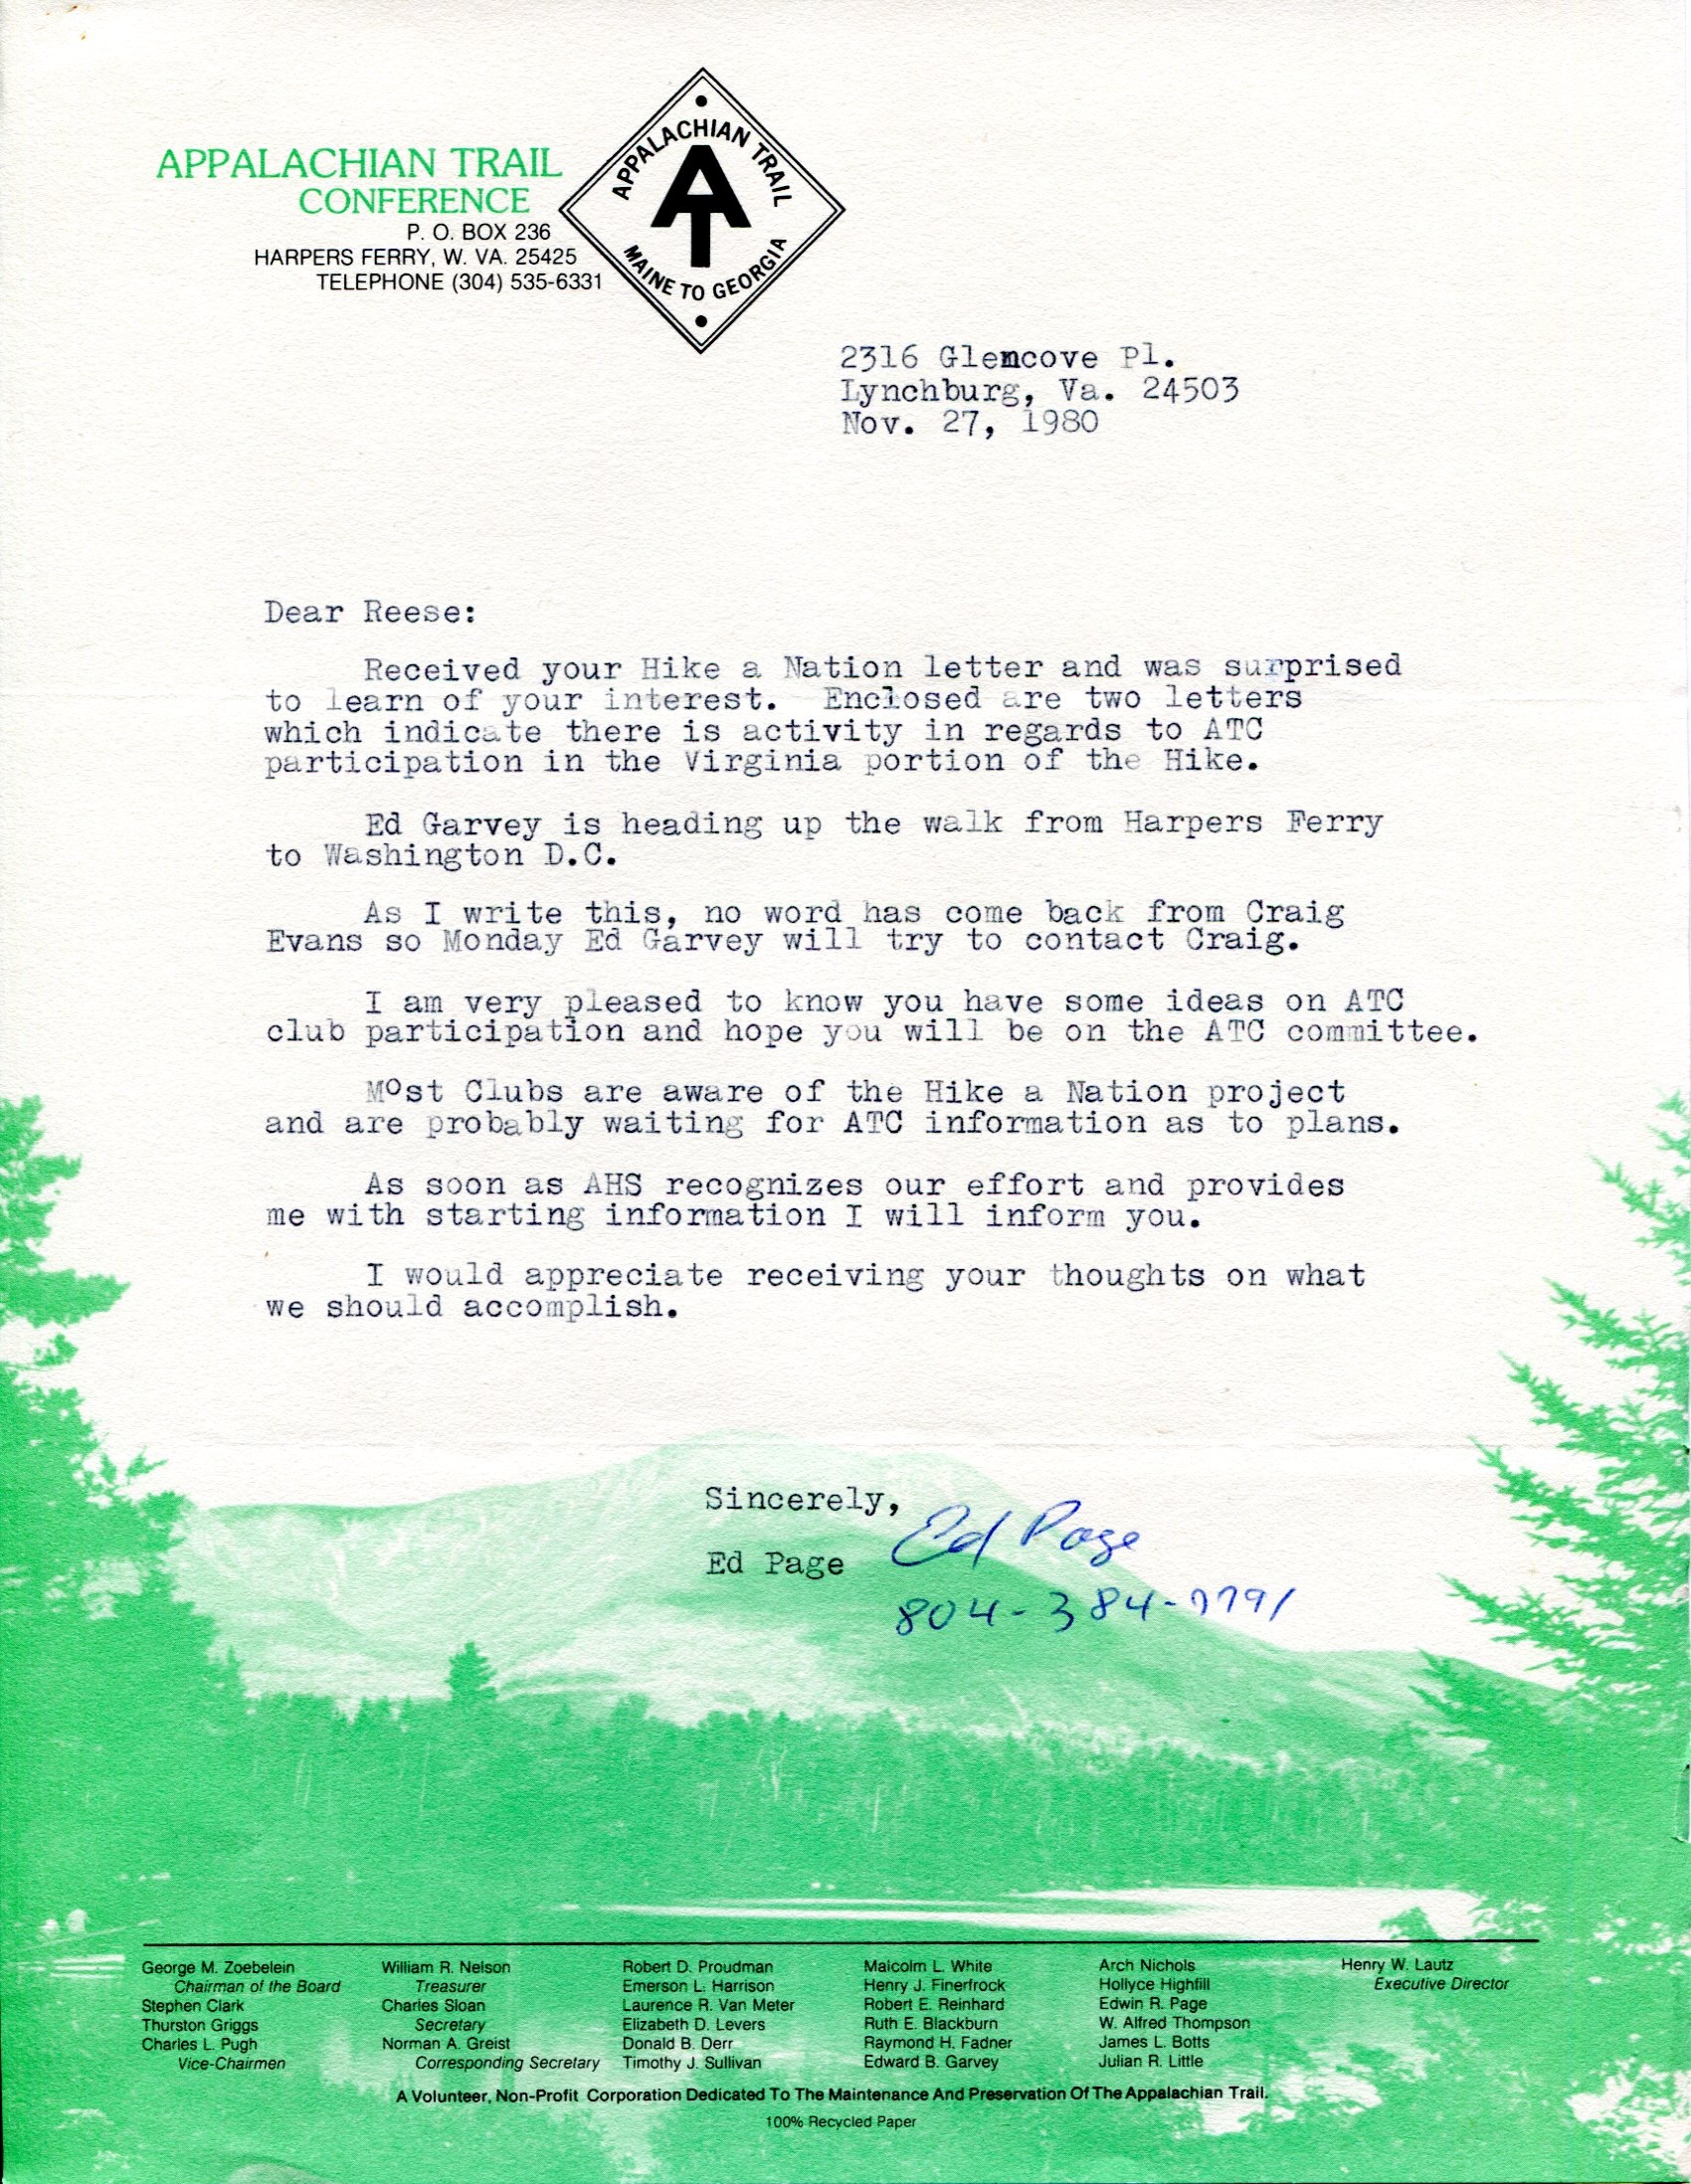 APPALACHIAN TRAIL
CONFERENCE
P. O. BOX 236
HARPERS FERRY, W. VA. 25425
TELEPHONE (304) 535-6331
APPALACHIAN TRAIL
AT
MAINE TO GEORGIA
2316 Glencove Pl.
Lynchburg, Va. 24503
Nov. 27, 1980
Dear Reese:
Received your Hike a Nation letter and was surprised
to learn of your interest. Enclosed are two letters
which indicate there is activity in regards to ATC
participation in the Virginia portion of the Hike.
Ed Garvey is heading up the walk from Harpers Ferry
to Washington D.C.
As I write this, no word has come back from Craig
Evans so Monday Ed Garvey will try to contact Craig.
I am very pleased to know you have some ideas on ATC
club participation and hope you will be on the ATC committee.
Most Clubs are aware of the Hike a Nation project
and are probably waiting for ATC information as to plans.
As soon as AHS recognizes our effort and provides
me with starting information I will inform you.
I would appreciate receiving your thoughts on what
we should accomplish.
Sincerely,
Ed Page
Ed Page
804-384-7791
George M. Zoebelein
Chairman of the Board
Stephen Clark
Thurston Griggs
Charles L. Pugh
Vice-Chairmen
William R. Nelson
Treasurer
Charles Sloan
Secretary
Norman A. Greist
Corresponding Secretary
Robert D. Proudman
Emerson L. Harrison
Laurence R. Van Meter
Elizabeth D. Levers
Donald B. Derr
Timothy J. Sullivan
Malcolm L. White
Henry J. Finerfrock
Robert E. Reinhard
Ruth E. Blackburn
Raymond H. Fadner
Edward B. Garvey
Arch Nichols
Hollyce Highfill
Edwin R. Page
W. Alfred Thompson
James L. Botts
Julian R. Little
Henry W. Lautz
Executive Director
A Volunteer, Non-Profit Corporation Dedicated To The Maintenance And Preservation Of The Appalachian Trail.
100% Recycled Paper